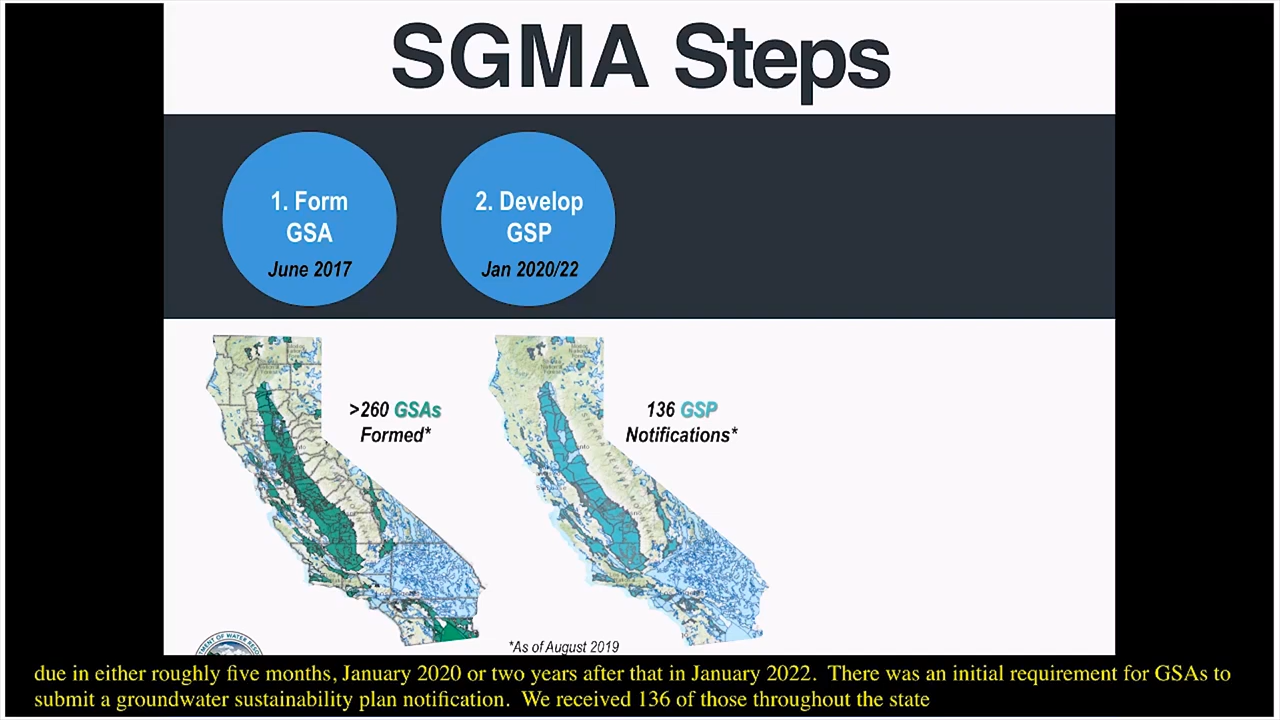 SGMA Steps
1. Form
GSA
June 2017
2. Develop
GSP
Jan 2020/22
>260 GSAs
Formed*
136 GSP
Notifications*
*As of August 2019
due in either roughly five months, January 2020 or two years after that in January 2022.  There was an initial requirement for GSAs to
submit a groundwater sustainability plan notification.  We received 136 of those throughout the state